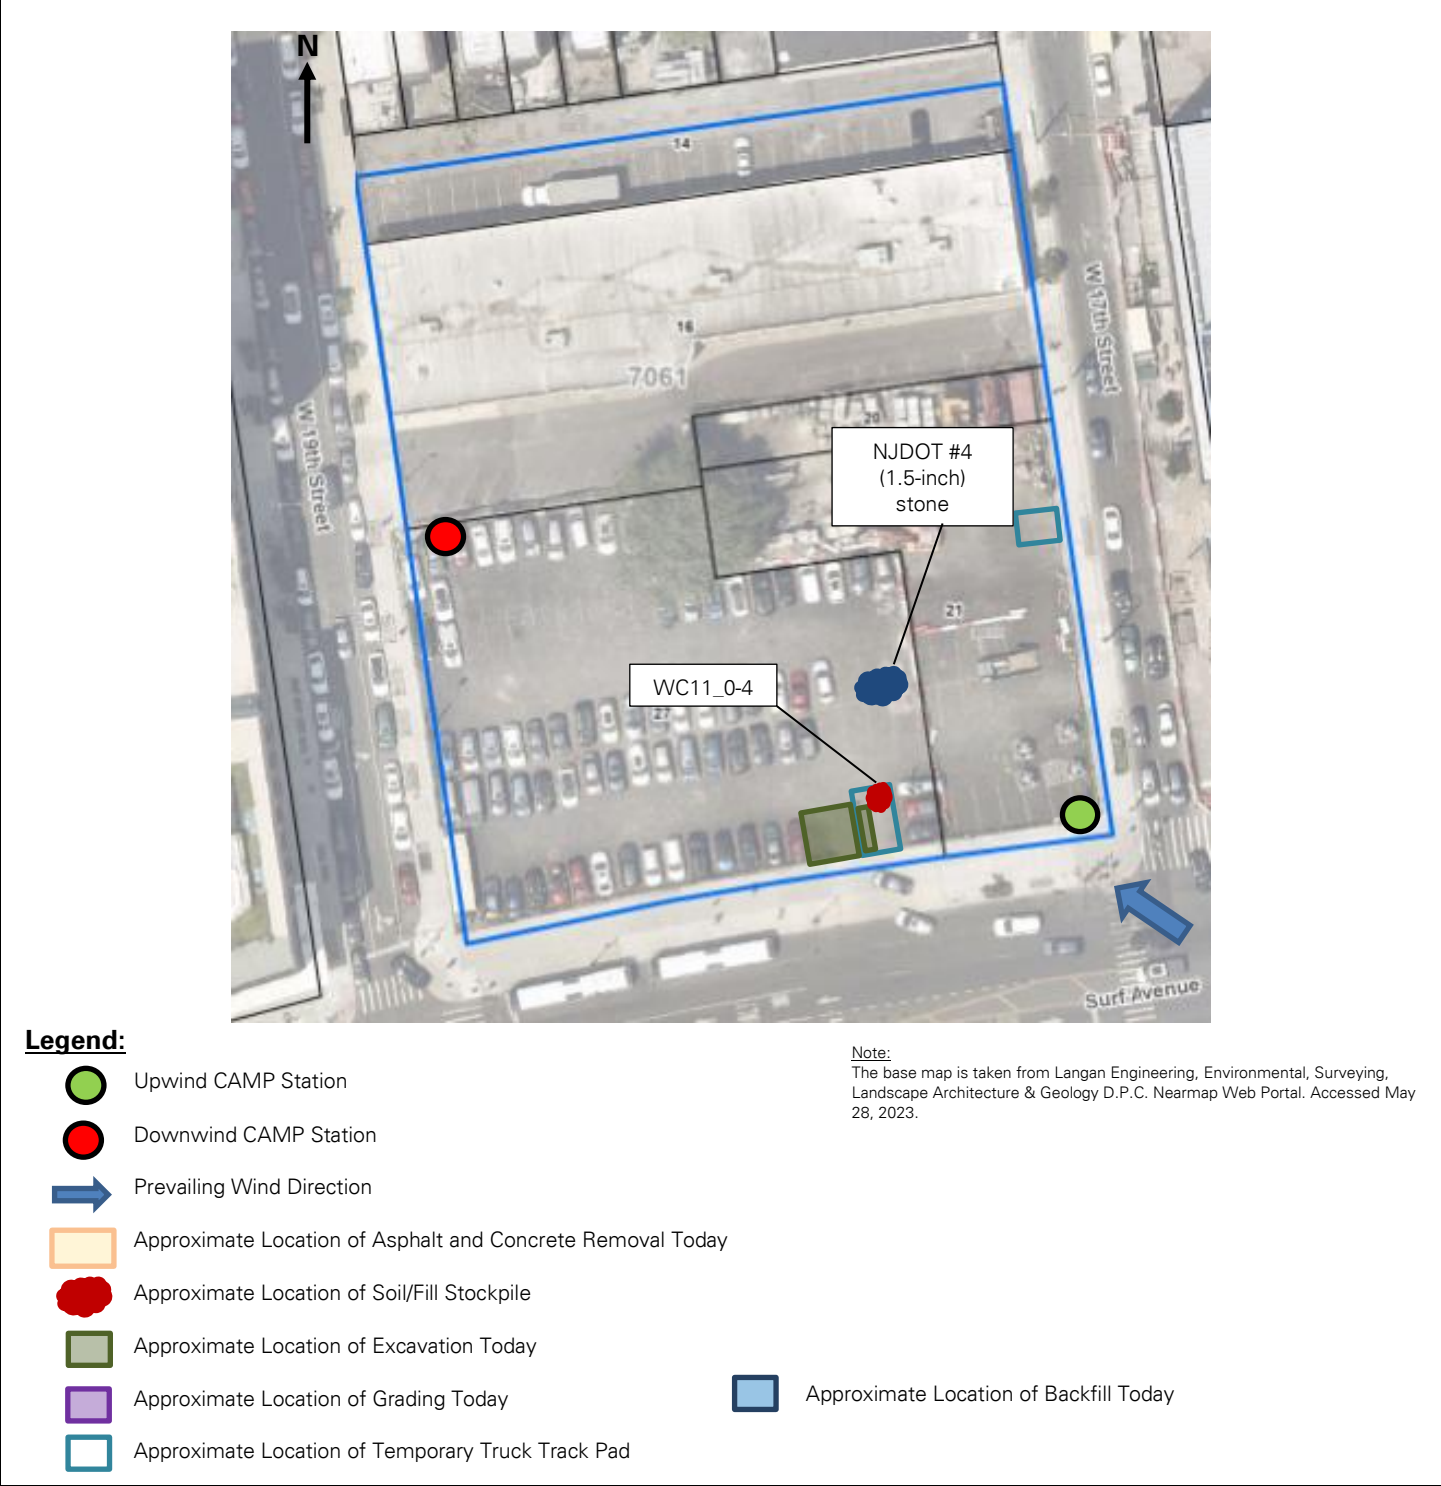 N
14
16
7061
W 17th Street
20
W 19th Street
NJDOT #4
(1.5-inch)
stone
21
WC11_0-4
27
Surf Avenue
Legend:
Upwind CAMP Station
Downwind CAMP Station
Prevailing Wind Direction
Approximate Location of Asphalt and Concrete Removal Today
Approximate Location of Soil/Fill Stockpile
Approximate Location of Excavation Today
Approximate Location of Grading Today
Approximate Location of Temporary Truck Track Pad
Approximate Location of Backfill Today
Note:
The base map is taken from Langan Engineering, Environmental, Surveying,
Landscape Architecture & Geology D.P.C. Nearmap Web Portal. Accessed May
28, 2023.